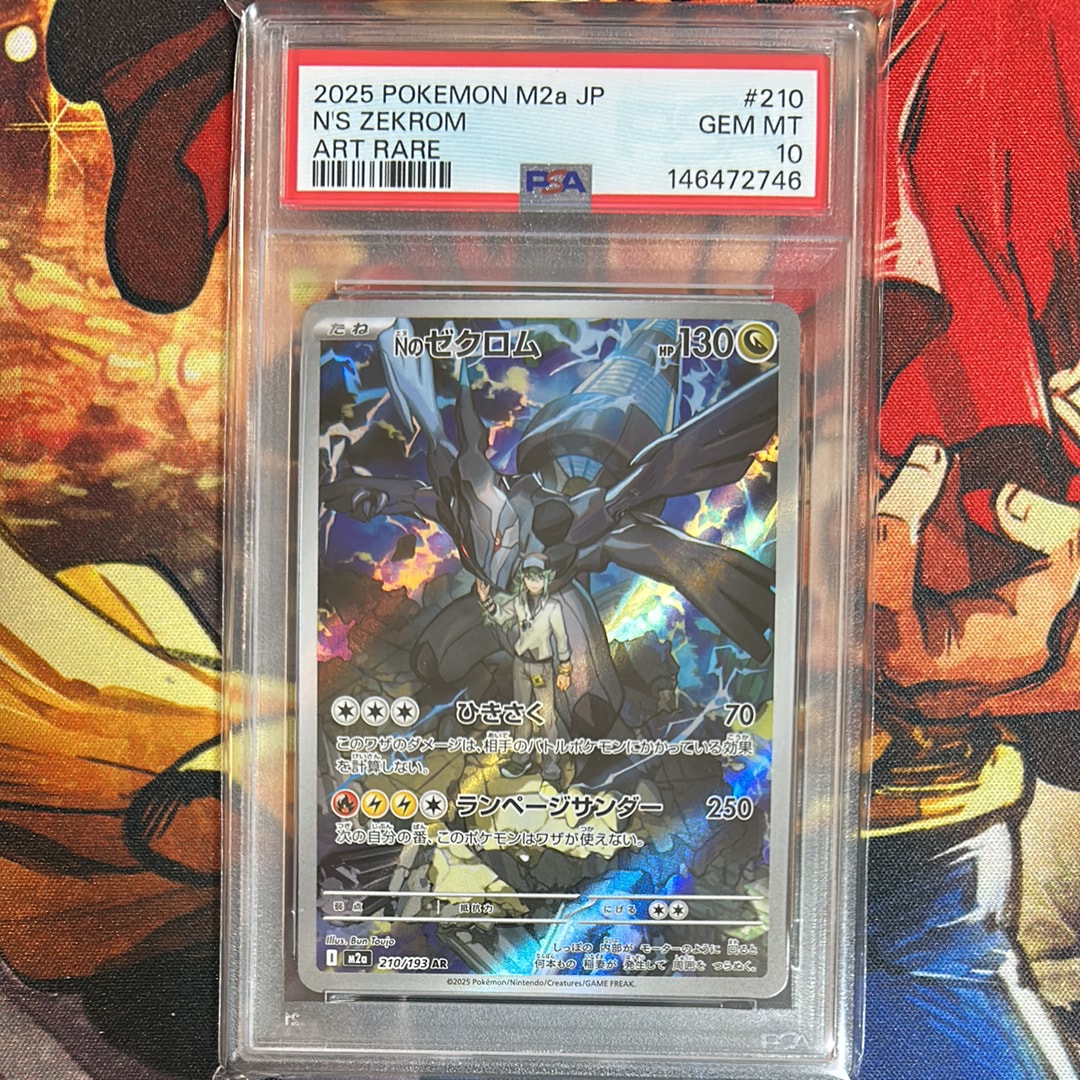 2025 POKEMON M2a JP #210
N'S ZEKROM GEM MT
ART RARE 10
PSA 146472746
たね Nのゼクロム HP 130
ひきさく 70
このワザのダメージは、相手のバトルポケモンにかかっている効果
を計算しない。
ランページサンダー 250
次の自分の番、このポケモンはワザが使えない。
弱点 抵抗力 にげる
Illus. Bun Toujo
しっぽの内部がモーターのように回ると
I m2a 210/193 AR 何本もの稲妻が発生して周囲をつらぬく。
©2025 Pokémon/Nintendo/Creatures/GAME FREAK.
PSA